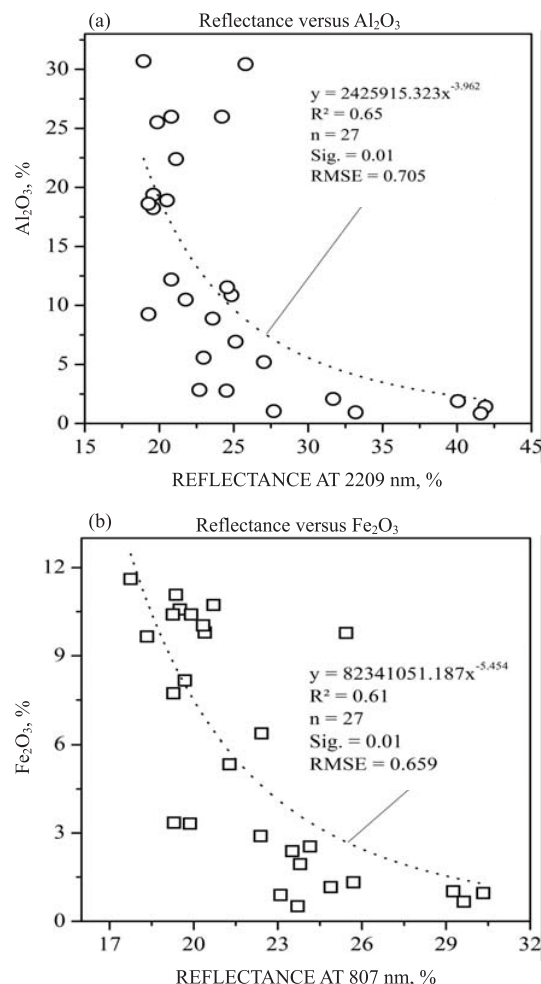 (a) Reflectance versus Al₂O₃
30
25
20
15
10
5
0
Al₂O₃, %
y = 2425915.323x⁻³·⁹⁶²
R² = 0.65
n = 27
Sig. = 0.01
RMSE = 0.705
15 20 25 30 35 40 45
REFLECTANCE AT 2209 nm, %
(b) Reflectance versus Fe₂O₃
12
9
6
3
0
Fe₂O₃, %
y = 82341051.187x⁻⁵·⁴⁵⁴
R² = 0.61
n = 27
Sig. = 0.01
RMSE = 0.659
17 20 23 26 29 32
REFLECTANCE AT 807 nm, %